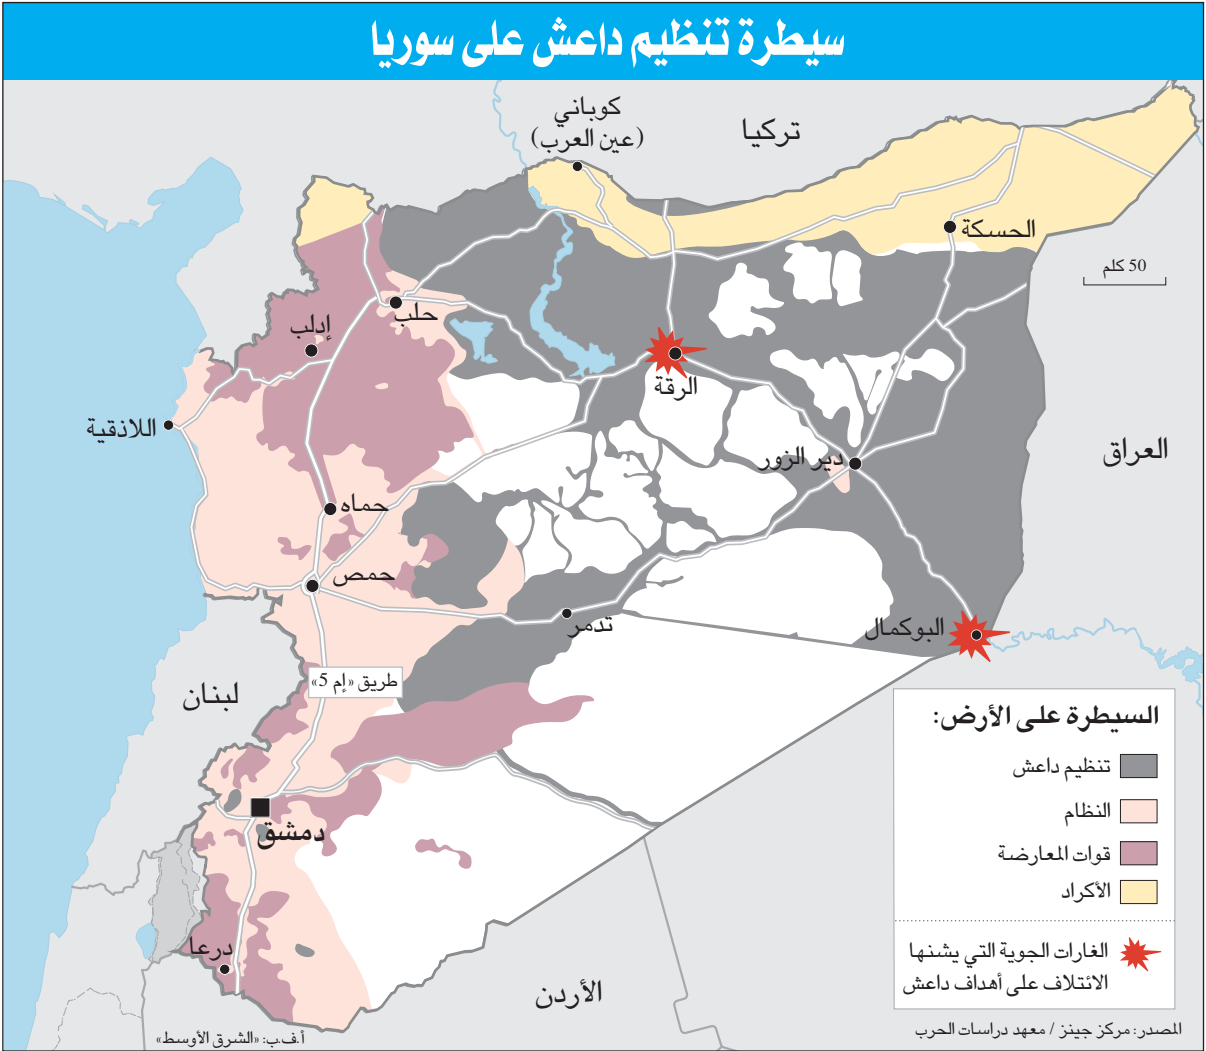 سيطرة تنظيم داعش على سوريا
كوباني
(عين العرب)
تركيا
الحسكة
50 كلم
حلب
إدلب
الرقة
اللاذقية
العراق
دير الزور
حماه
حمص
تدمر
البوكمال
طريق «إم 5»
لبنان
دمشق
درعا
الأردن
السيطرة على الأرض:
تنظيم داعش
النظام
قوات المعارضة
الأكراد
الغارات الجوية التي يشنها
الائتلاف على أهداف داعش
المصدر: مركز جينز / معهد دراسات الحرب
أ.ف.ب: «الشرق الأوسط»